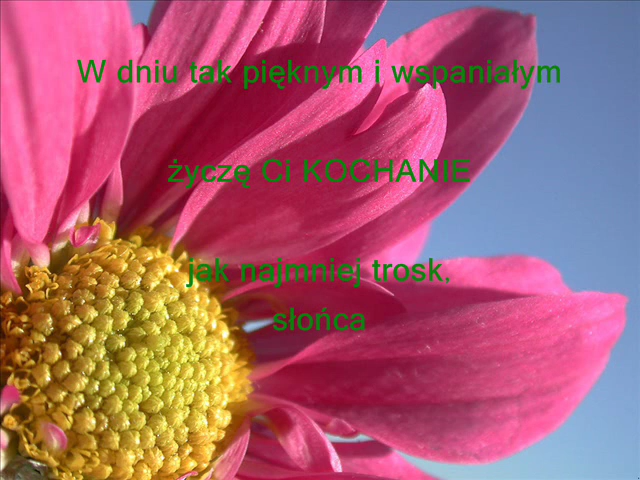 W dniu tak pięknym i wspaniałym
życzę Ci KOCHANIE
jak najmniej trosk,
słońca